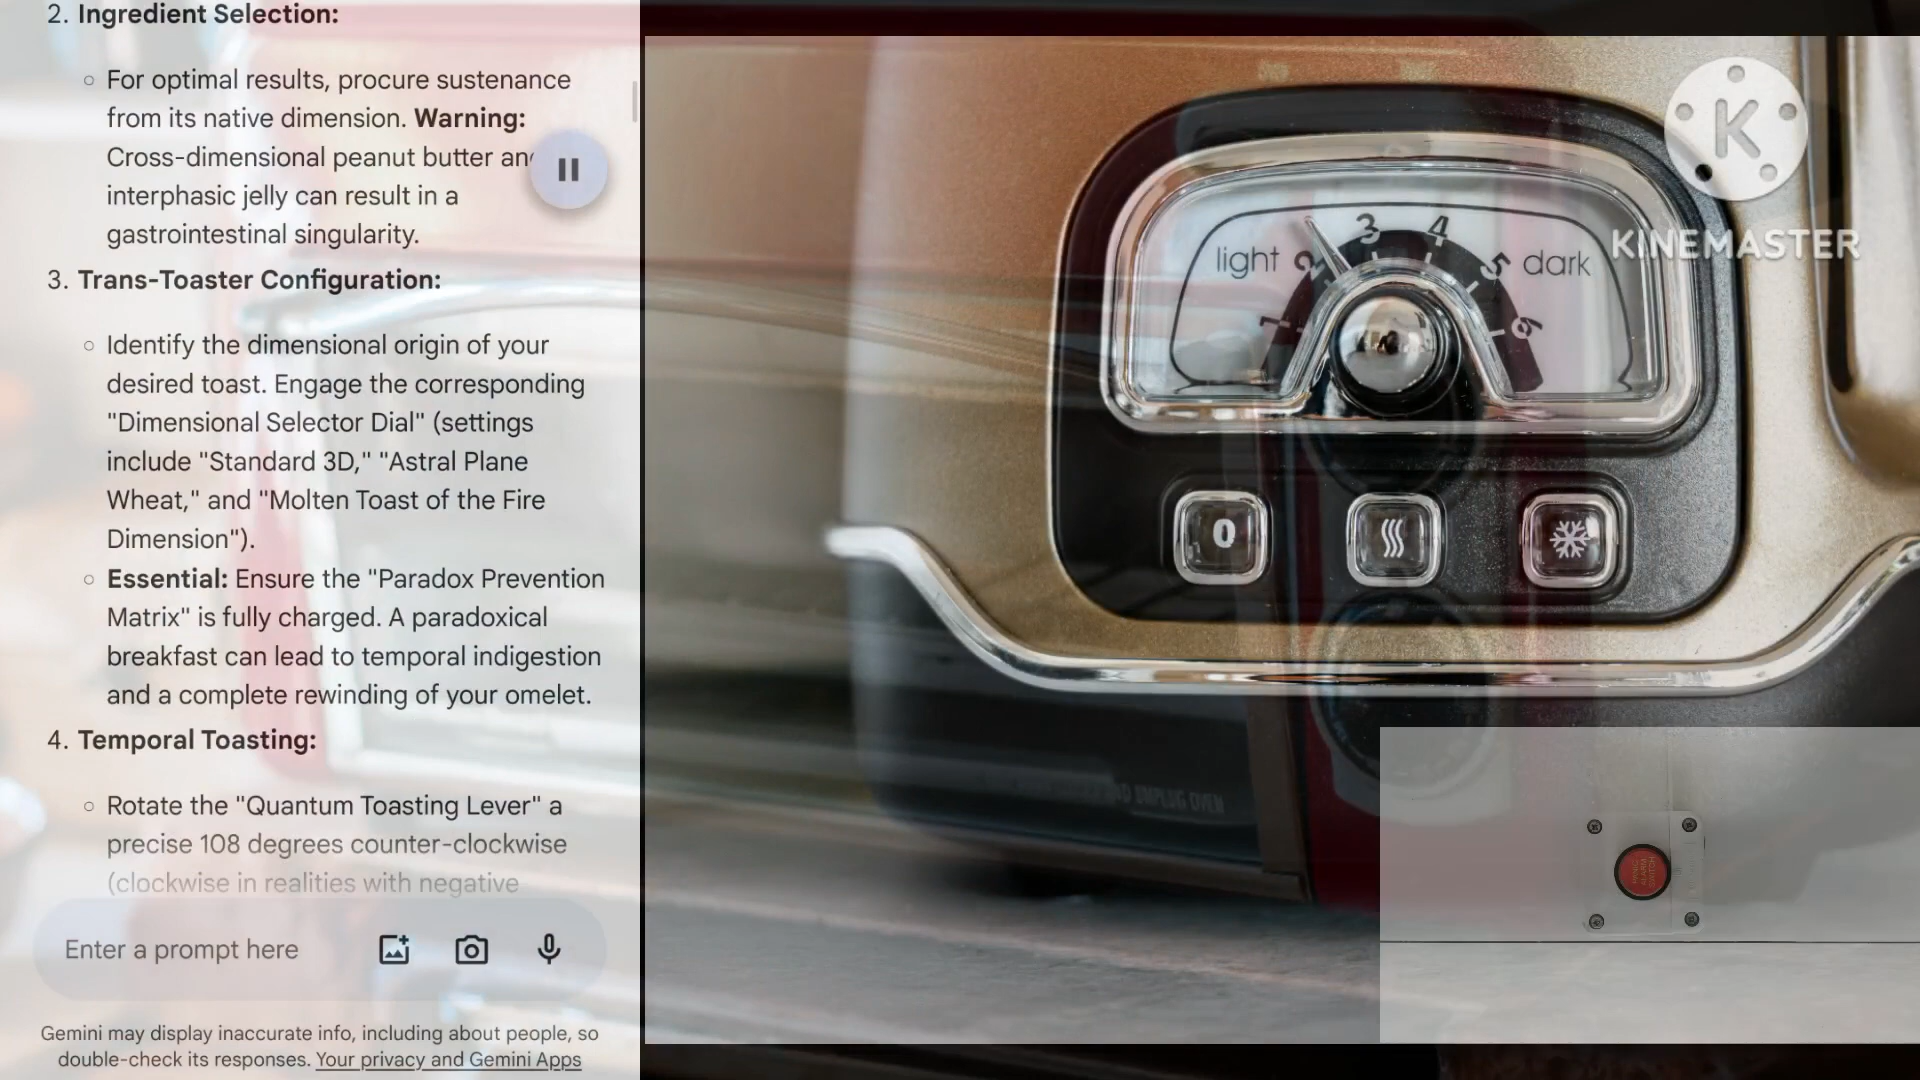 2. Ingredient Selection:
○ For optimal results, procure sustenance
from its native dimension. Warning:
Cross-dimensional peanut butter
interphasic jelly can result in a
gastrointestinal singularity.
3. Trans-Toaster Configuration:
○ Identify the dimensional origin of your
desired toast. Engage the corresponding
"Dimensional Selector Dial" (settings
include "Standard 3D," "Astral Plane
Wheat," and "Molten Toast of the Fire
Dimension").
○ Essential: Ensure the "Paradox Prevention
Matrix" is fully charged. A paradoxical
breakfast can lead to temporal indigestion
and a complete rewinding of your omelet.
4. Temporal Toasting:
○ Rotate the "Quantum Toasting Lever" a
precise 108 degrees counter-clockwise
(clockwise in realities with negative
Enter a prompt here
Gemini may display inaccurate info, including about people, so
double-check its responses. Your privacy and Gemini Apps
K
KINEMASTER
light 1 2 3 4 5 6 dark
0
AND UNPLUG OVEN
ALARM
SWITCH